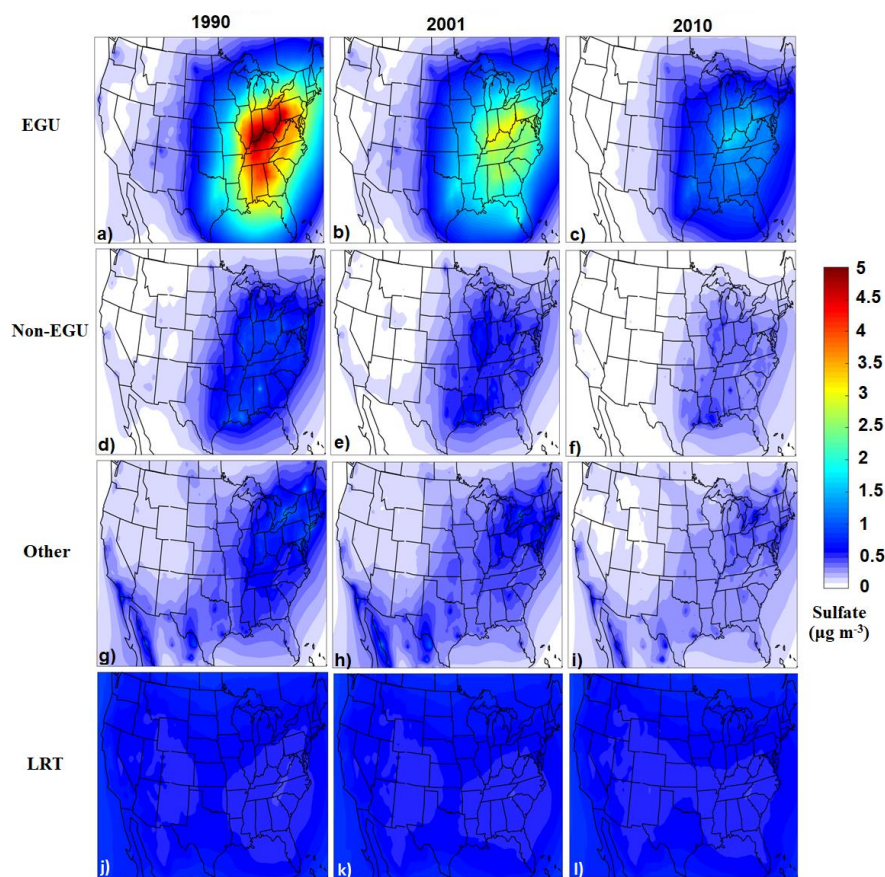 1990 2001 2010
EGU
a) b) c)
Non-EGU
d) e) f)
Other
g) h) i)
LRT
j) k) l)
5
4.5
4
3.5
3
2.5
2
1.5
1
0.5
0
Sulfate
(µg m⁻³)